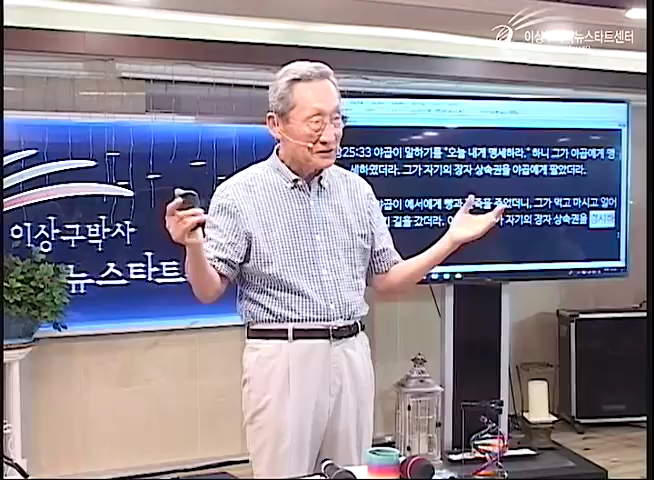 이상구박사뉴스타트센터
25:33 야곱이 말하기를 "오늘 내게 맹세하라." 하니 그가 야곱에게 맹
세하였더라. 그가 자기의 장자 상속권을 야곱에게 팔았더라.
야곱이 에서에게 빵과 죽을 주었더니, 그가 먹고 마시고 일어
길을 갔더라. 자기의 장자 상속권을 경시하
이상구박사
뉴스타트